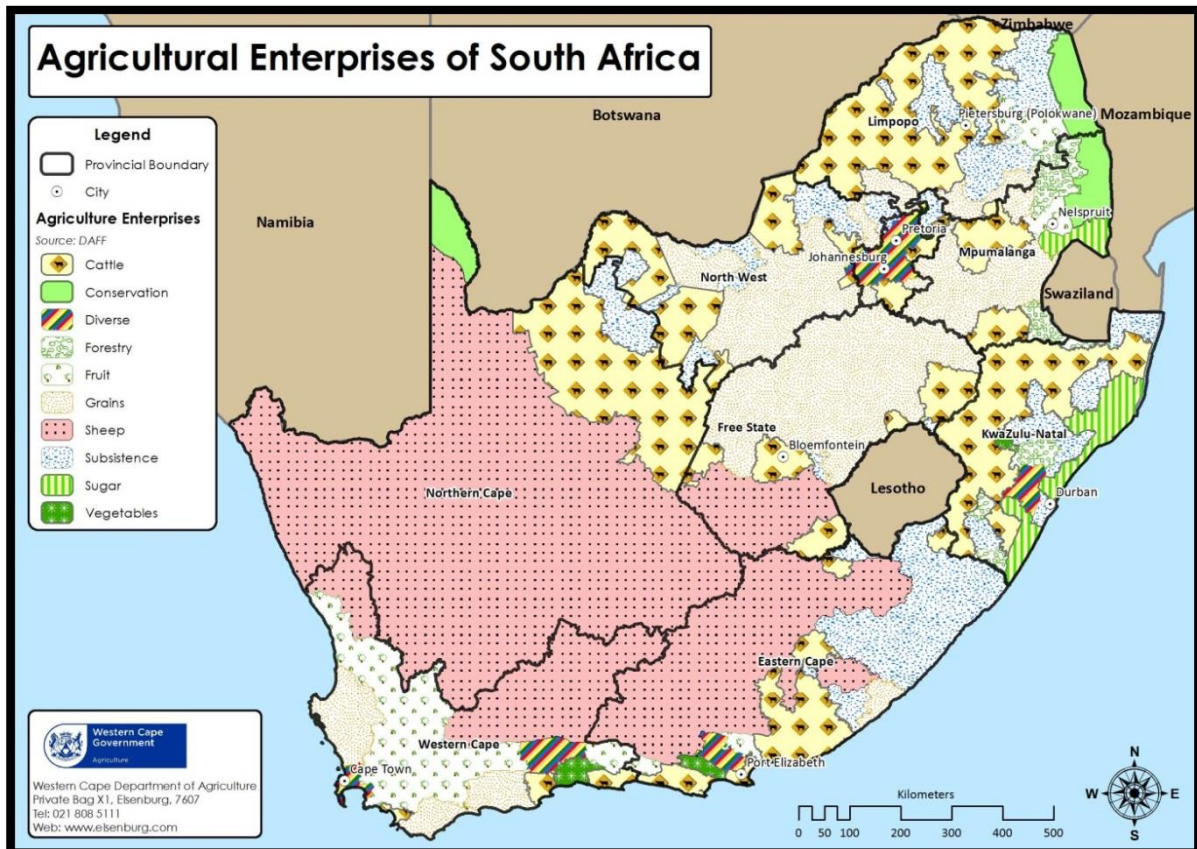 Agricultural Enterprises of South Africa
Legend
Provincial Boundary
City
Agriculture Enterprises
Source: DAFF
Cattle
Conservation
Diverse
Forestry
Fruit
Grains
Sheep
Subsistence
Sugar
Vegetables
Zimbabwe
Botswana
Limpopo
Pietersburg (Polokwane)
Mozambique
Namibia
Nelspruit
Pretoria
Johannesburg
Mpumalanga
North West
Swaziland
Free State
KwaZulu-Natal
Bloemfontein
Northern Cape
Lesotho
Durban
Eastern Cape
Western Cape
Port Elizabeth
Cape Town
Western Cape
Government
Agriculture
Western Cape Department of Agriculture
Private Bag X1, Elsenburg, 7607
Tel: 021 808 5111
Web: www.elsenburg.com
Kilometers
0 50 100 200 300 400 500
N
W E
S